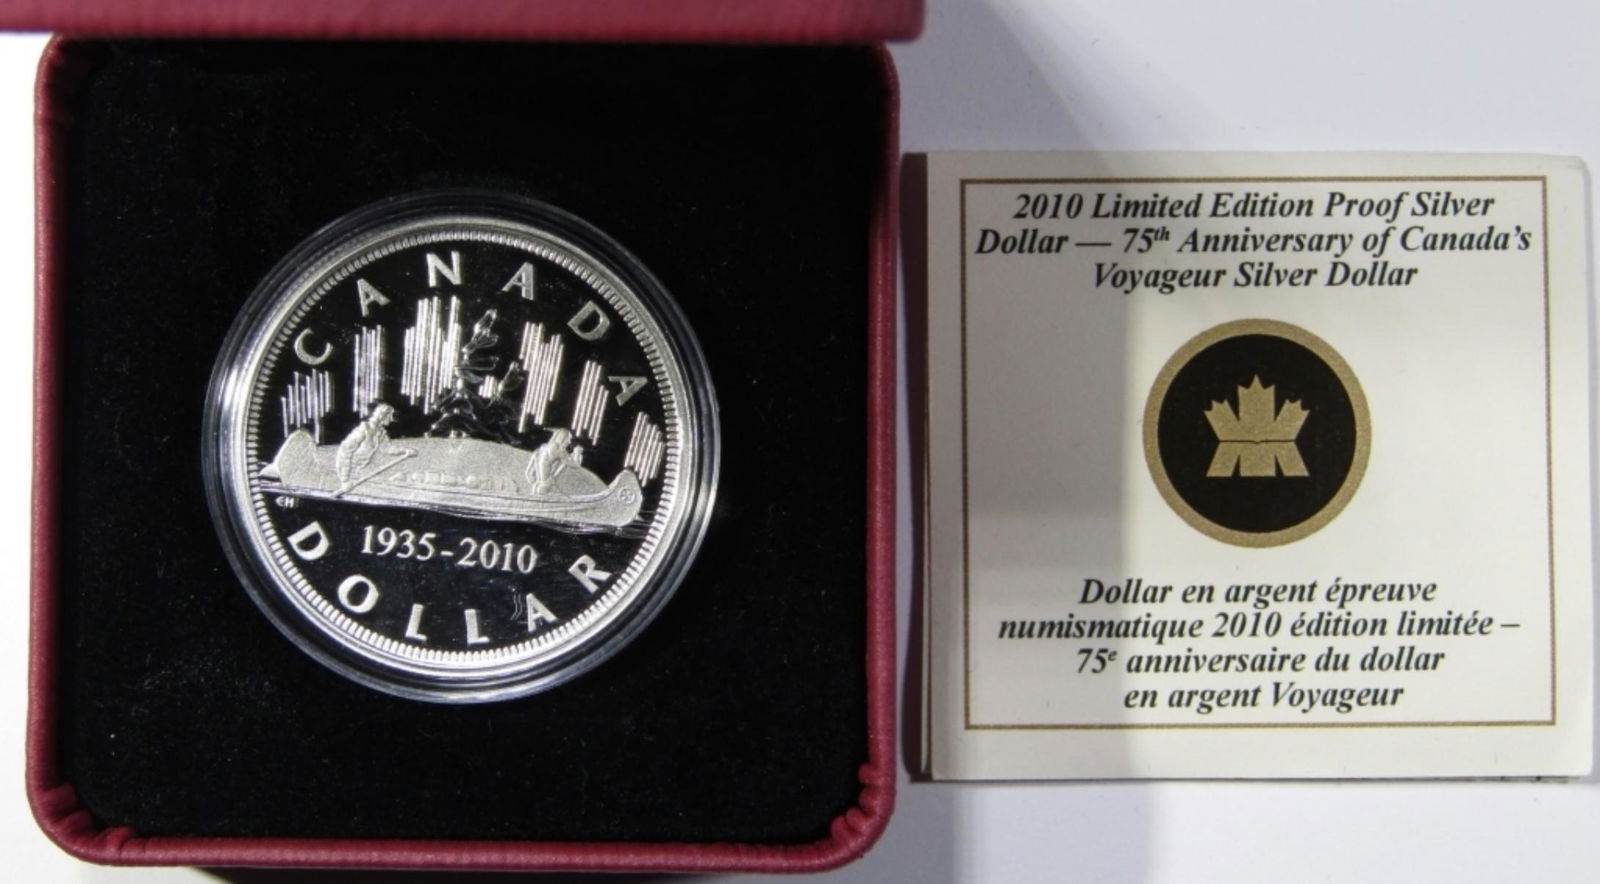 CANADA
EH
1935-2010
DOLLAR
2010 Limited Edition Proof Silver
Dollar — 75th Anniversary of Canada's
Voyageur Silver Dollar
Dollar en argent épreuve
numismatique 2010 édition limitée –
75e anniversaire du dollar
en argent Voyageur